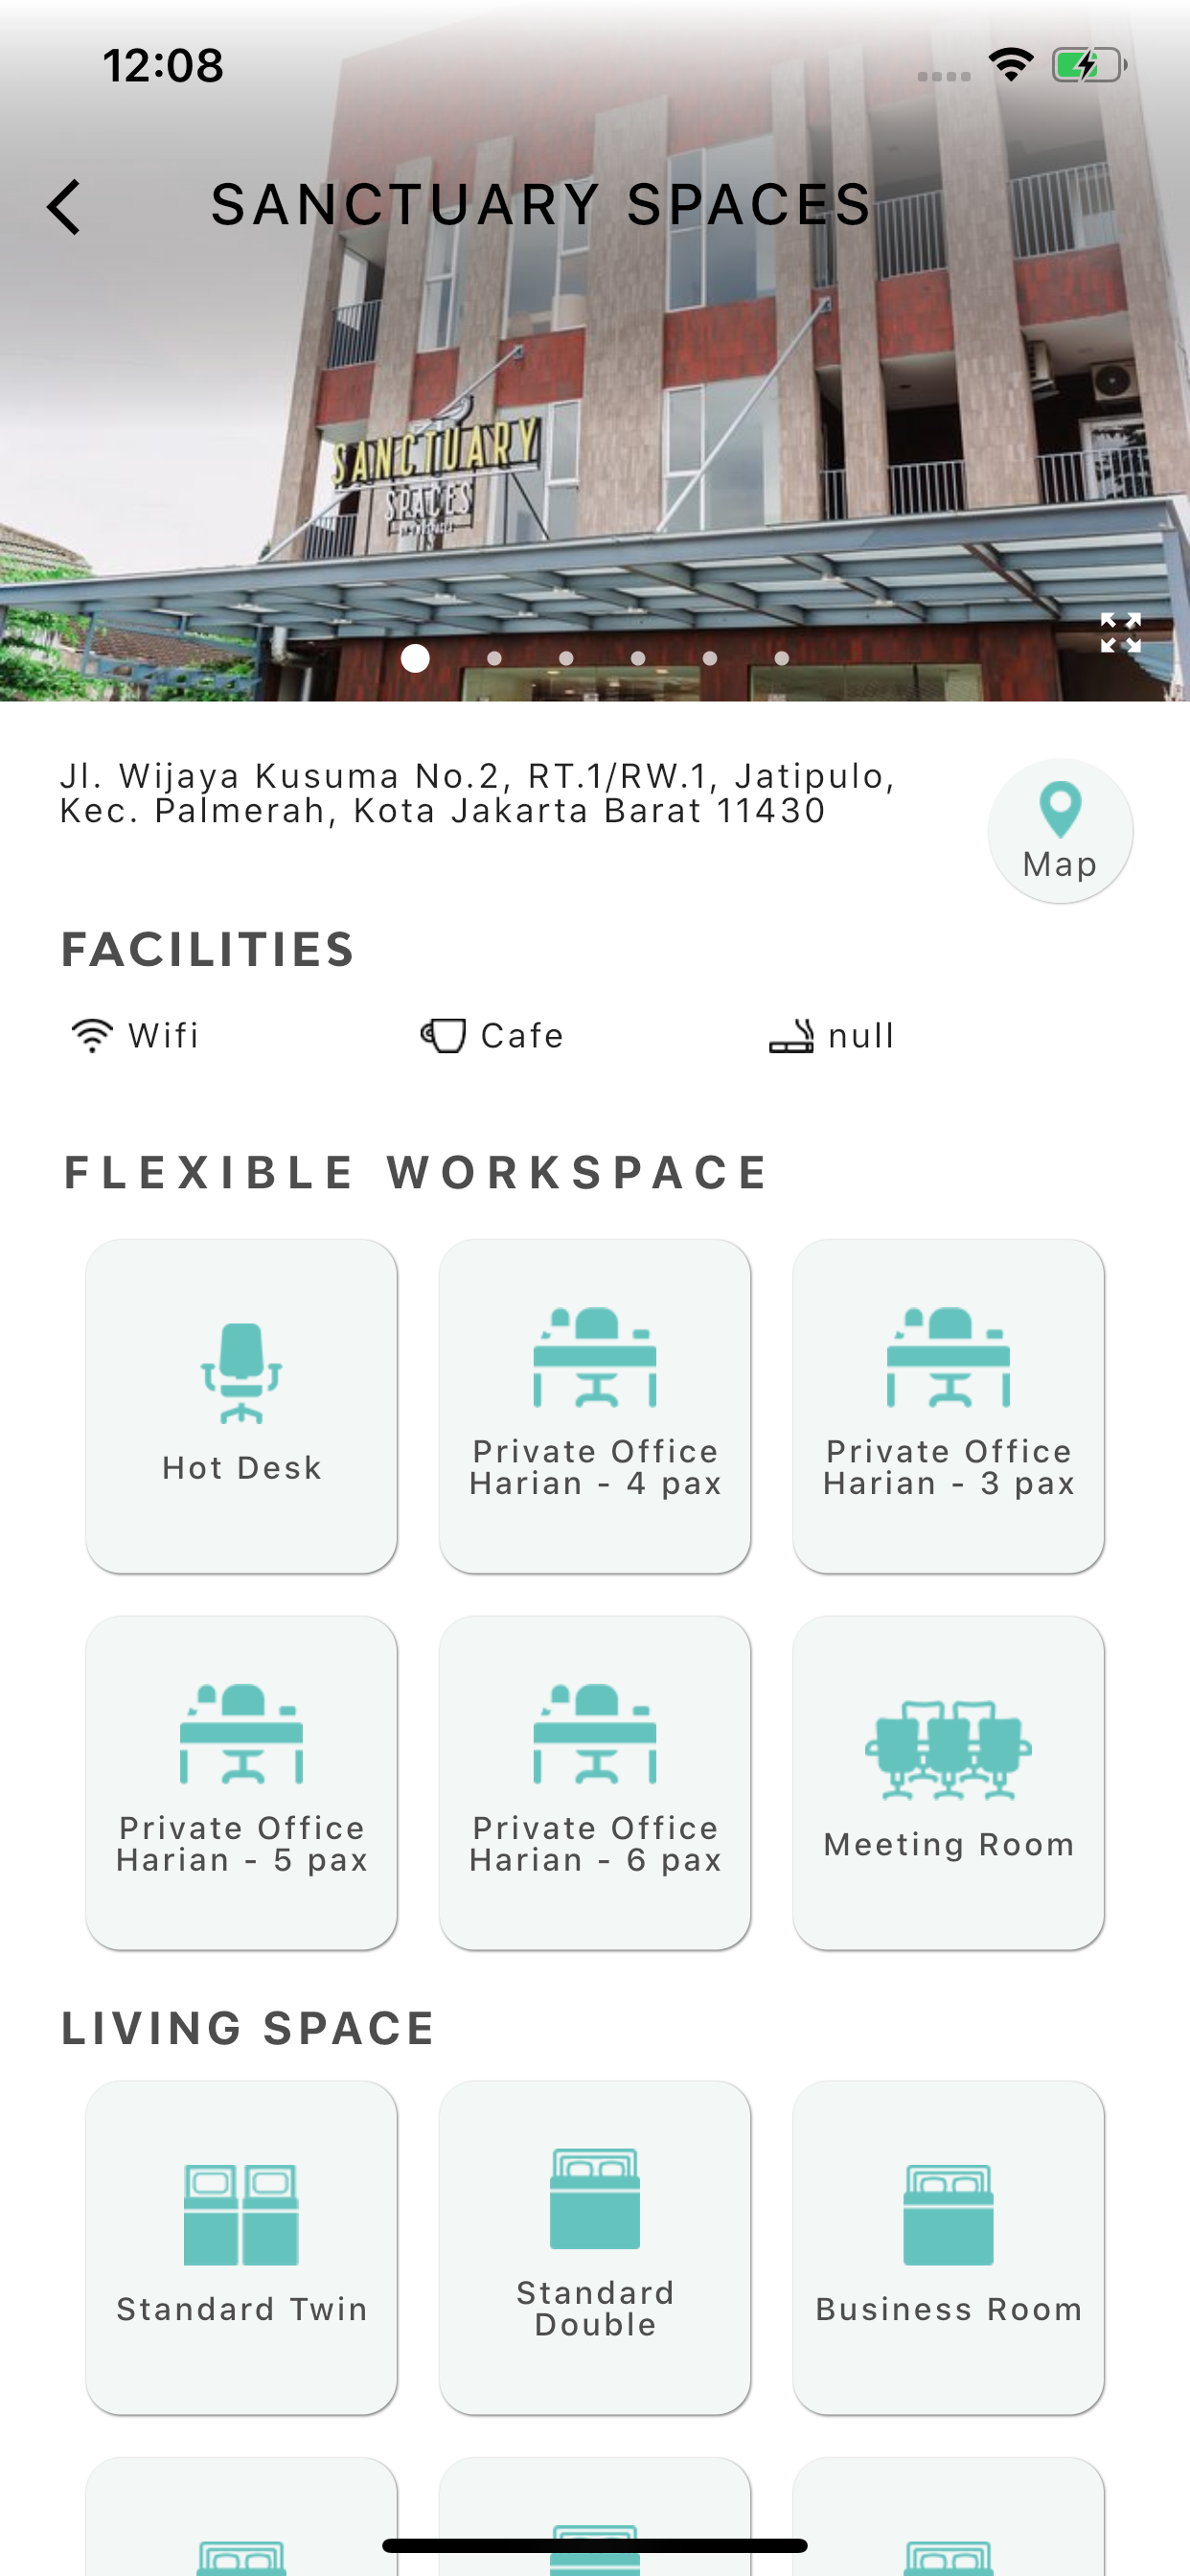 12:08
SANCTUARY SPACES
SANCTUARY
SPACES
Jl. Wijaya Kusuma No.2, RT.1/RW.1, Jatipulo,
Kec. Palmerah, Kota Jakarta Barat 11430
Map
FACILITIES
Wifi
Cafe
null
FLEXIBLE WORKSPACE
Hot Desk
Private Office
Harian - 4 pax
Private Office
Harian - 3 pax
Private Office
Harian - 5 pax
Private Office
Harian - 6 pax
Meeting Room
LIVING SPACE
Standard Twin
Standard
Double
Business Room